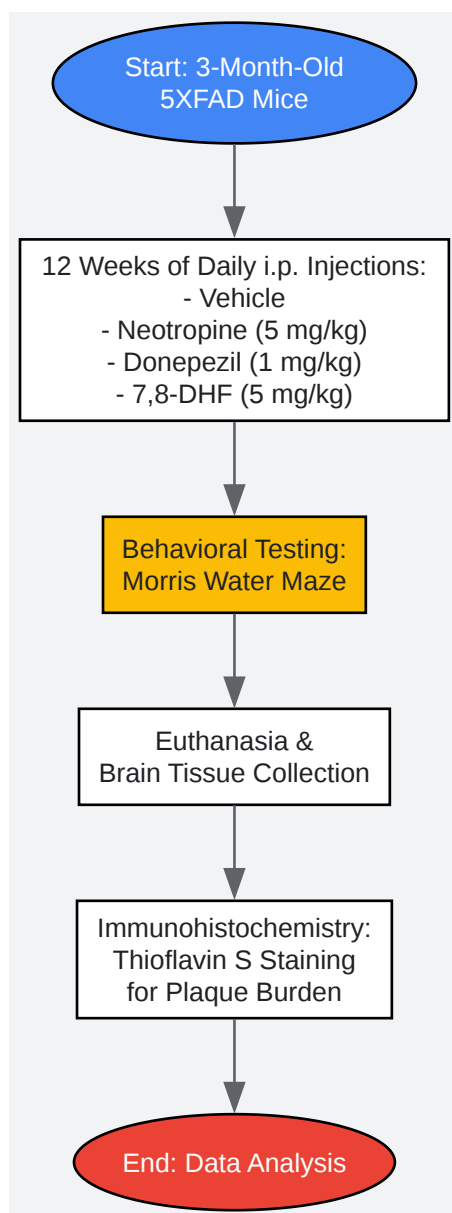 Start: 3-Month-Old
5XFAD Mice
12 Weeks of Daily i.p. Injections:
- Vehicle
- Neotropine (5 mg/kg)
- Donepezil (1 mg/kg)
- 7,8-DHF (5 mg/kg)
Behavioral Testing:
Morris Water Maze
Euthanasia &
Brain Tissue Collection
Immunohistochemistry:
Thioflavin S Staining
for Plaque Burden
End: Data Analysis